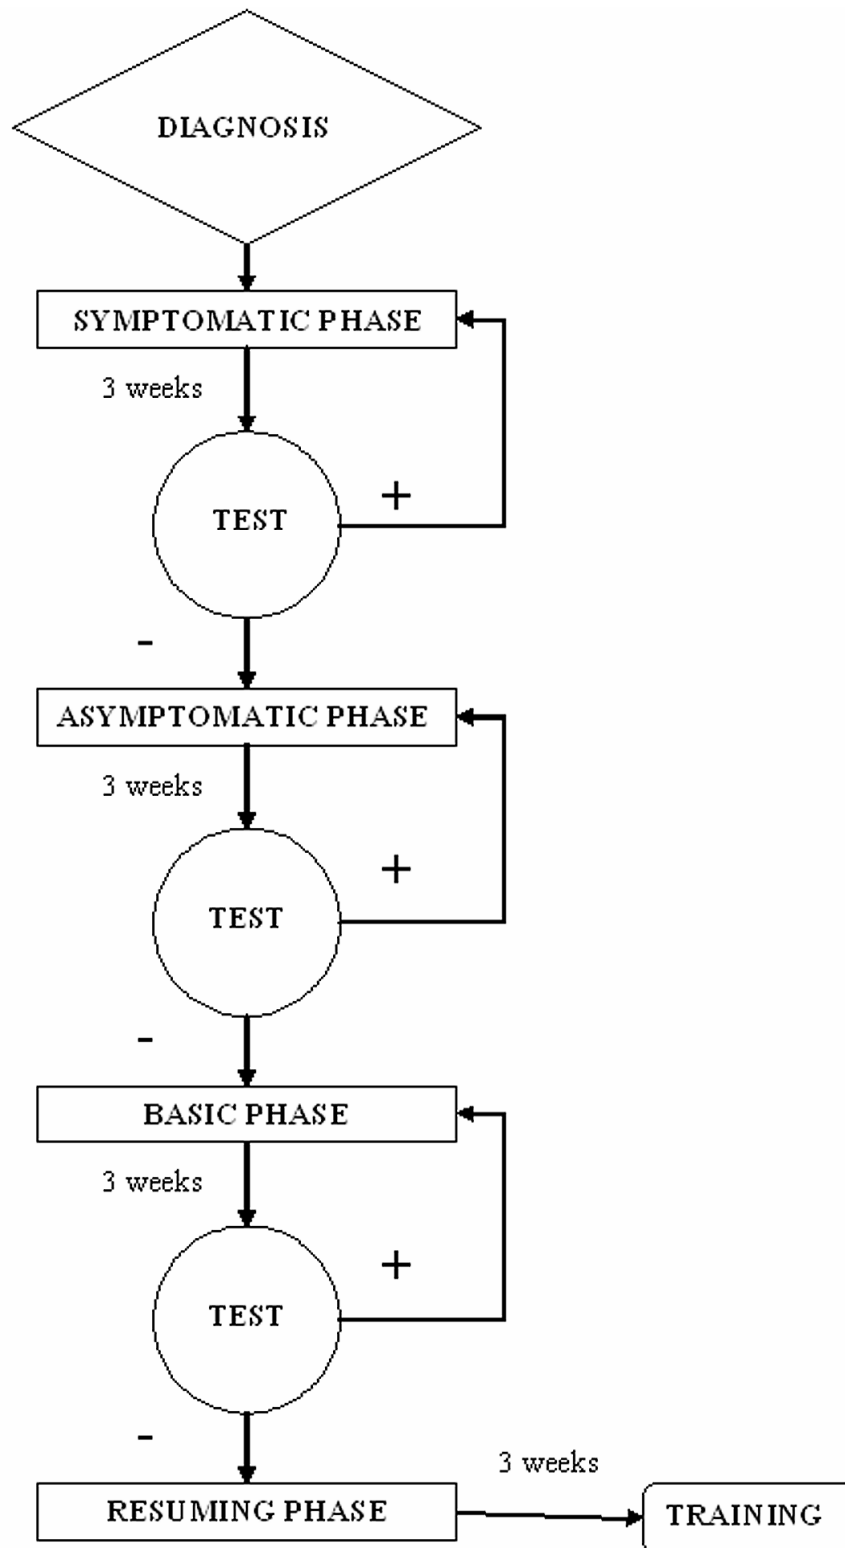 DIAGNOSIS
SYMPTOMATIC PHASE
3 weeks
TEST
+
-
ASYMPTOMATIC PHASE
3 weeks
TEST
+
-
BASIC PHASE
3 weeks
TEST
+
-
RESUMING PHASE
3 weeks
TRAINING